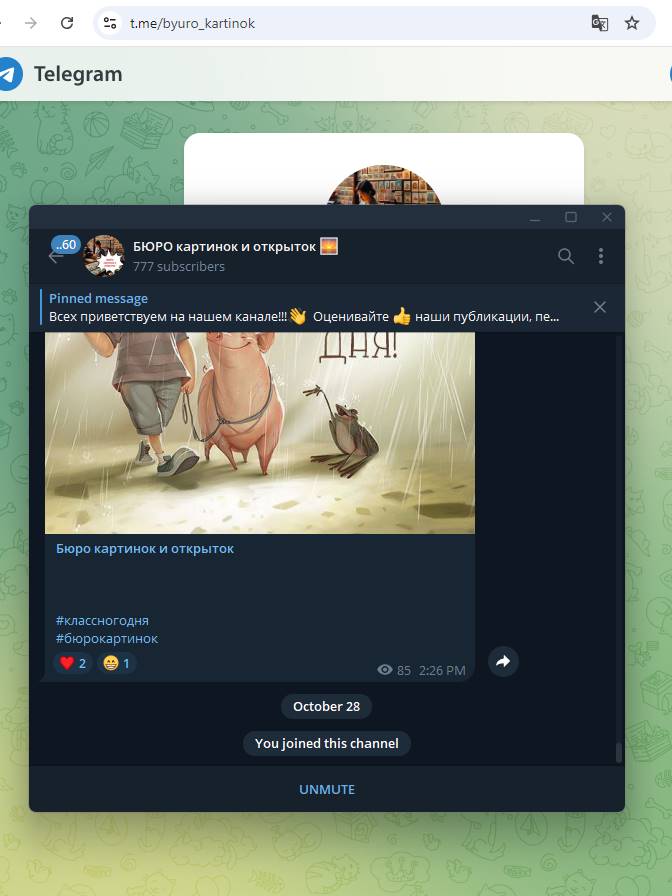 t.me/byuro_kartinok
Telegram
..60
БЮРО картинок и открыток
777 subscribers
Pinned message
Всех приветствуем на нашем канале!!!👋 Оценивайте 👍 наши публикации, пе...
ДНЯ!
Бюро картинок и открыток
#классногодня
#бюрокартинок
❤️ 2 😁 1
85 2:26 PM
October 28
You joined this channel
UNMUTE